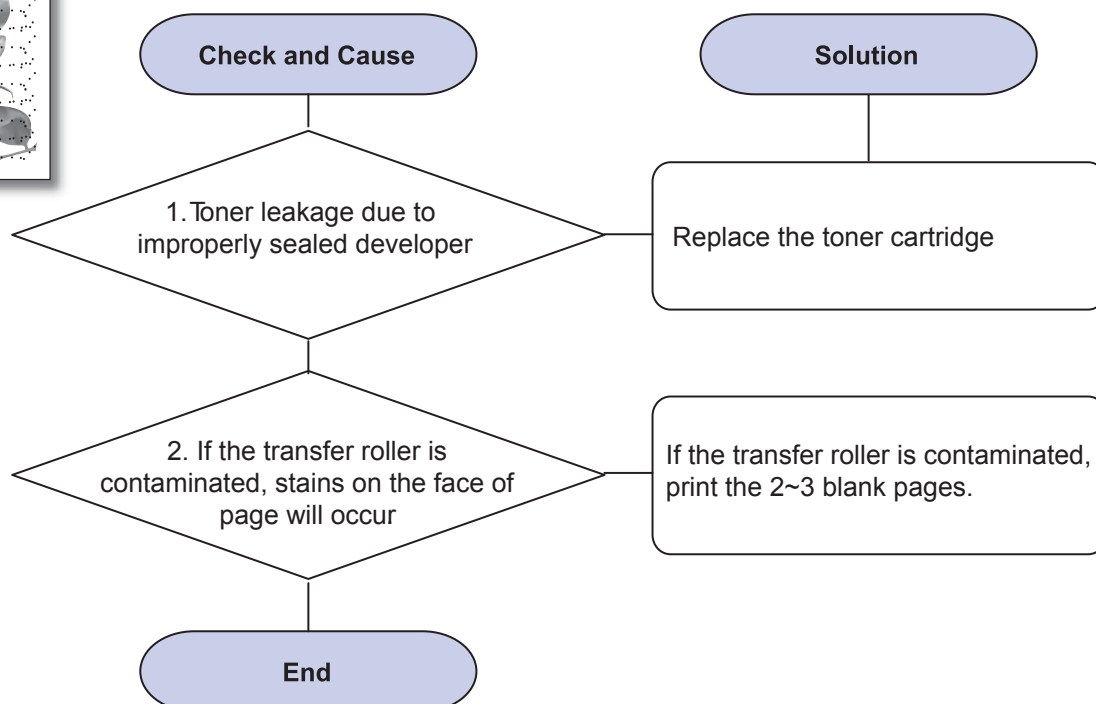 Check and Cause
Solution
1. Toner leakage due to
improperly sealed developer
Replace the toner cartridge
2. If the transfer roller is
contaminated, stains on the face of
page will occur
If the transfer roller is contaminated,
print the 2~3 blank pages.
End